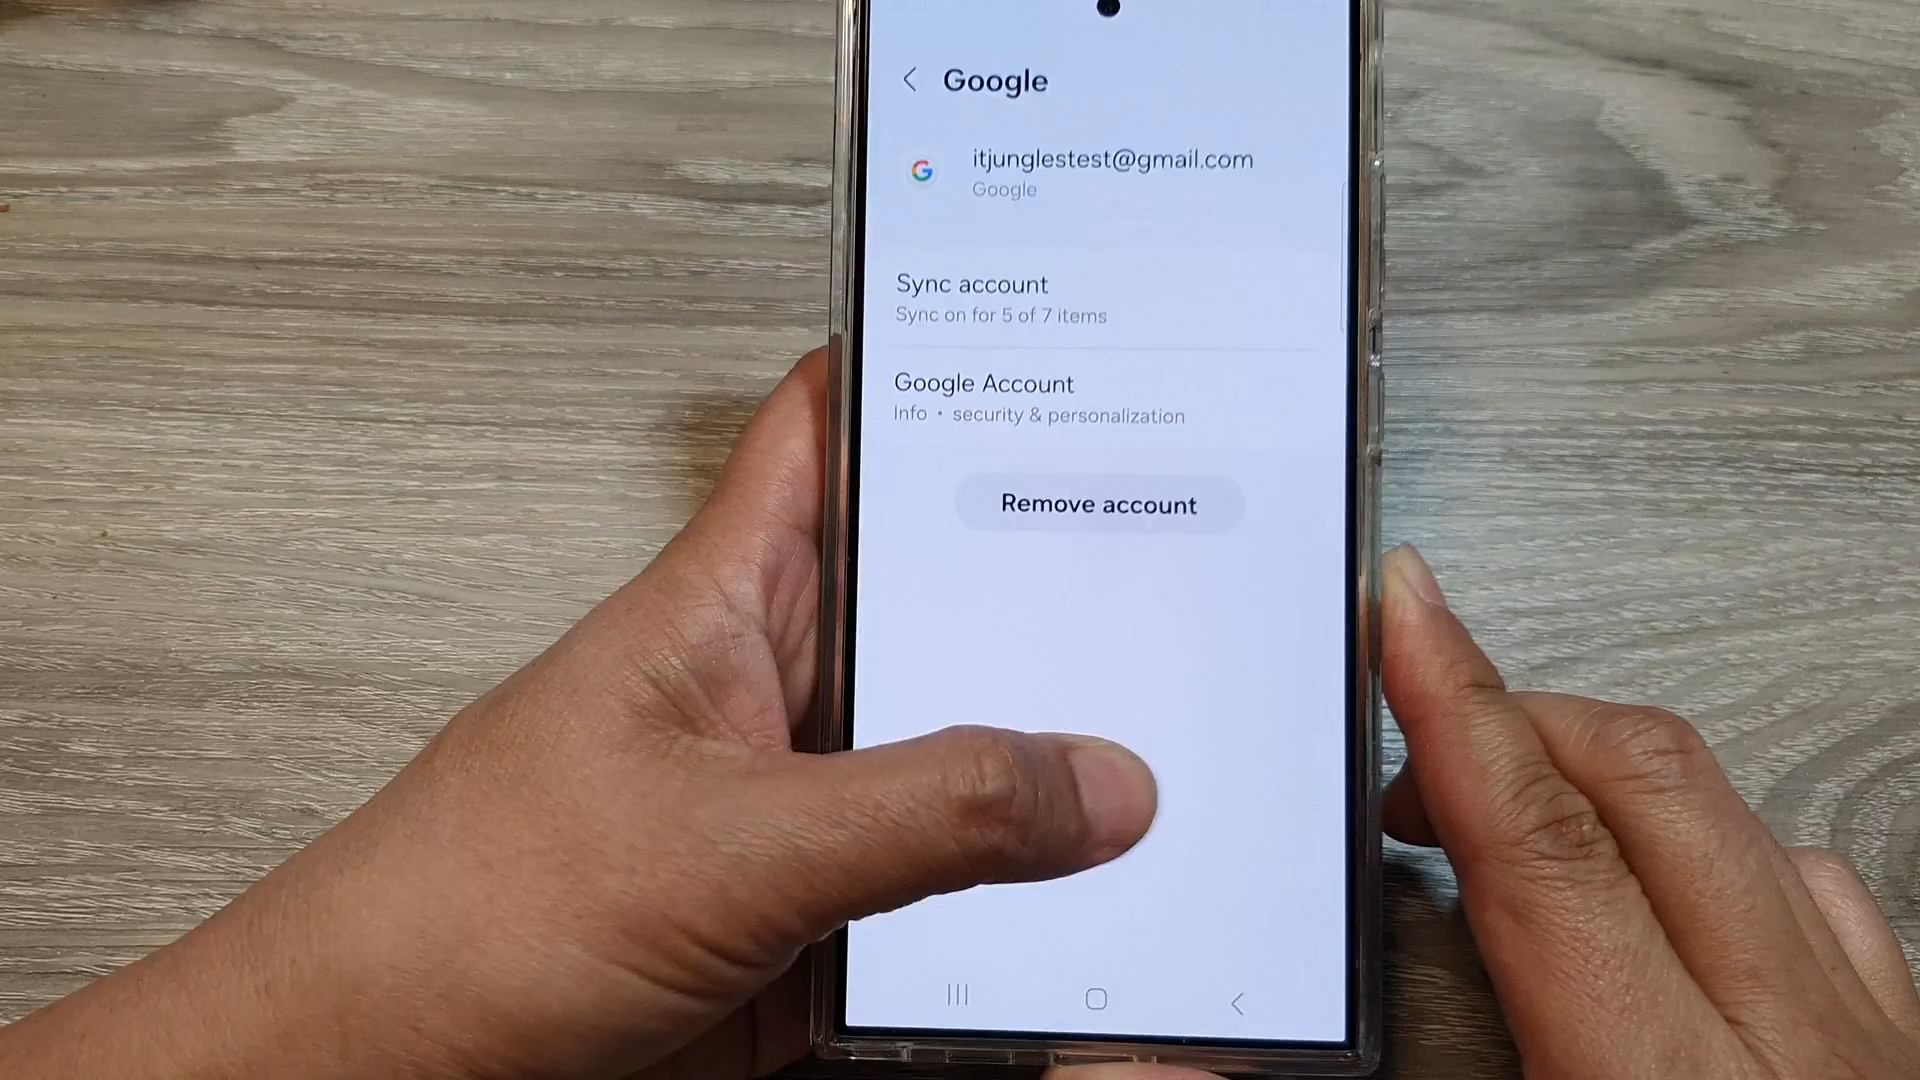 Google
itjunglestest@gmail.com
Google
Sync account
Sync on for 5 of 7 items
Google Account
Info • security & personalization
Remove account